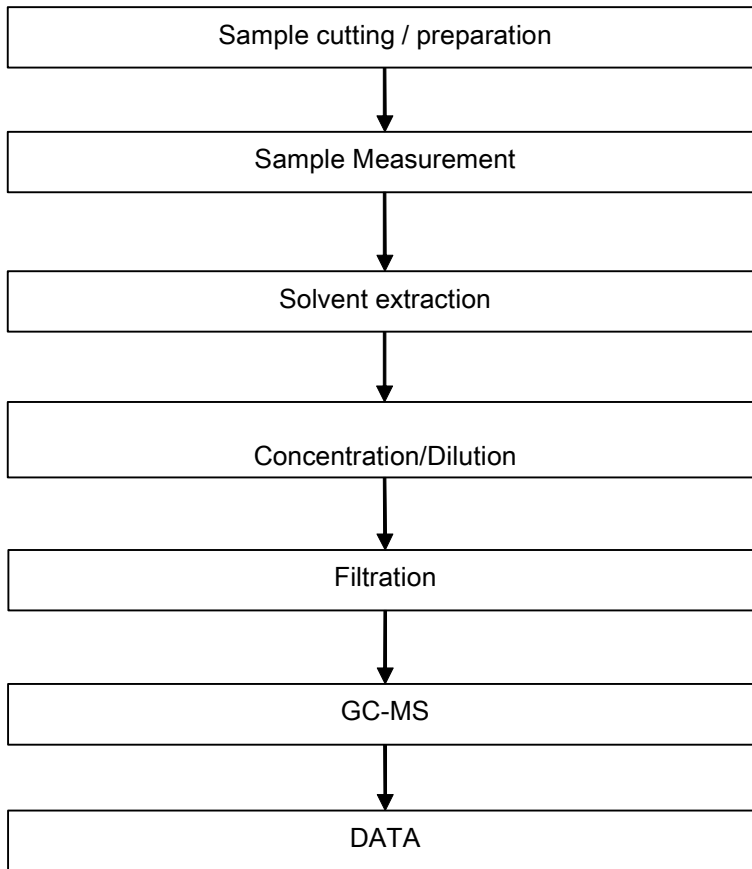 Sample cutting / preparation
Sample Measurement
Solvent extraction
Concentration/Dilution
Filtration
GC-MS
DATA